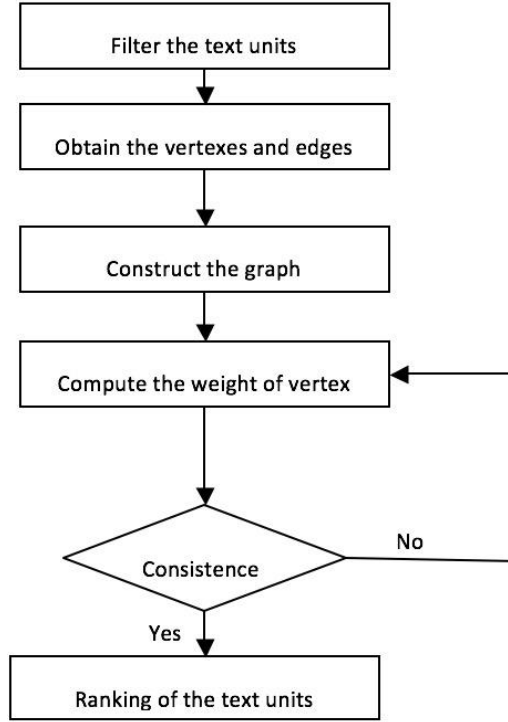 Filter the text units
Obtain the vertexes and edges
Construct the graph
Compute the weight of vertex
Consistence
No
Yes
Ranking of the text units